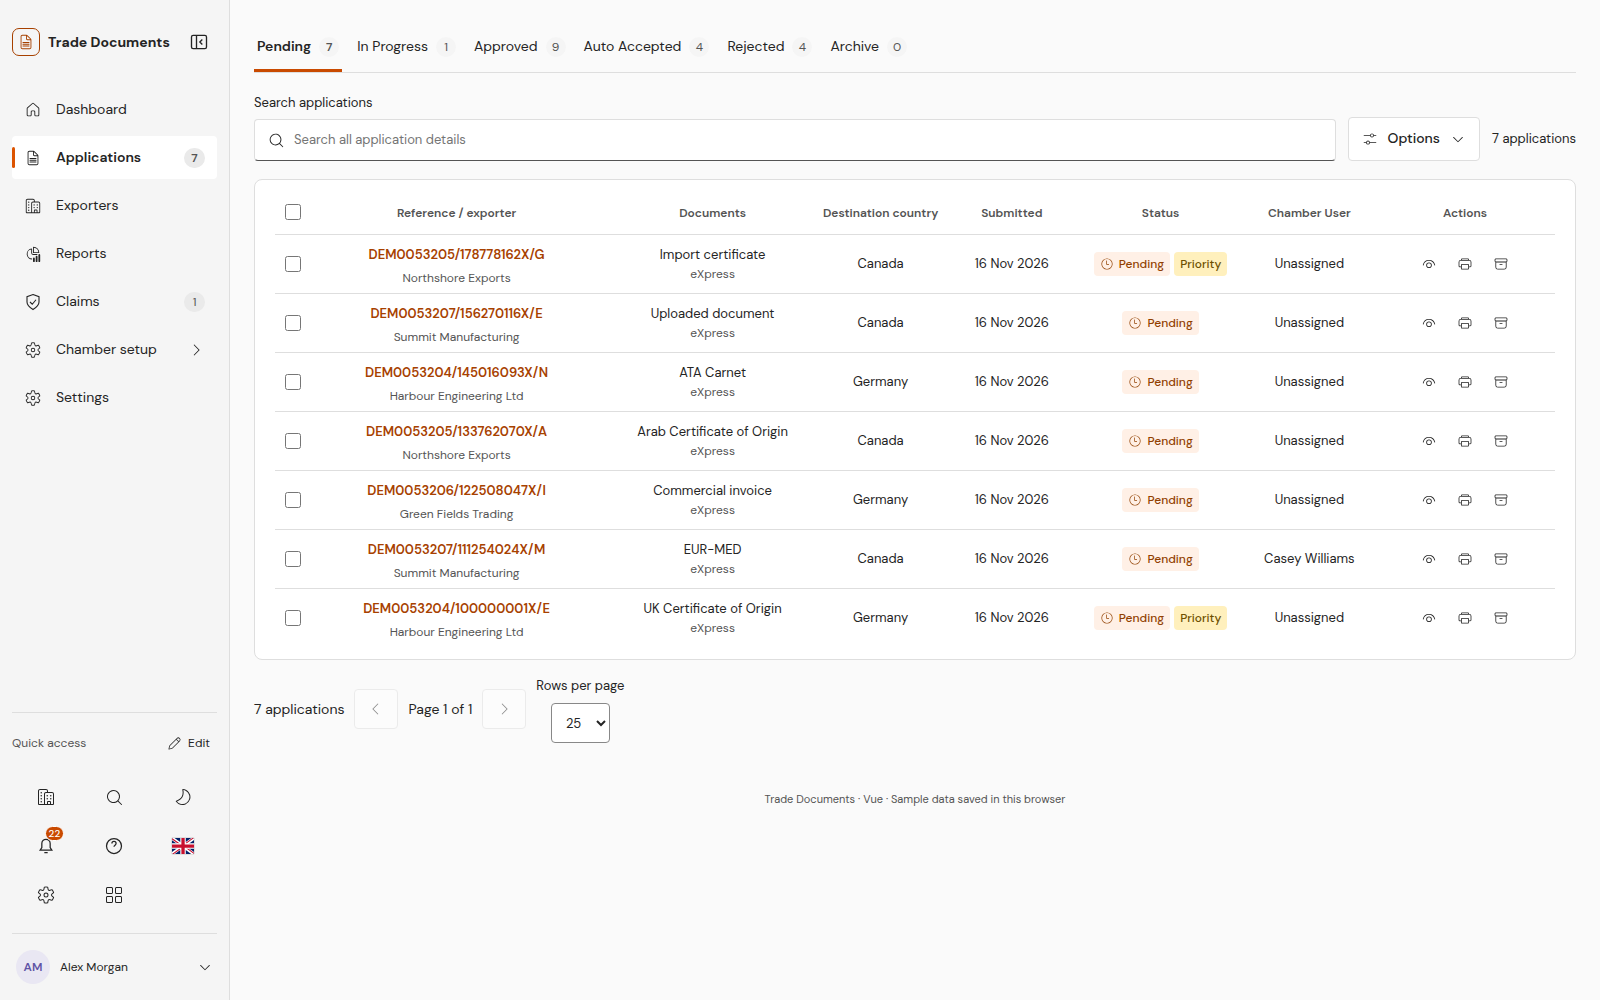 Trade Documents
Dashboard
Applications 7
Exporters
Reports
Claims 1
Chamber setup
Settings
Quick access Edit
22
AM Alex Morgan
Pending 7 In Progress 1 Approved 9 Auto Accepted 4 Rejected 4 Archive 0
Search applications
Search all application details Options 7 applications
Reference / exporter Documents Destination country Submitted Status Chamber User Actions
DEM0053205/178778162X/G Import certificate Canada 16 Nov 2026 Pending Priority Unassigned
Northshore Exports eXpress
DEM0053207/156270116X/E Uploaded document Canada 16 Nov 2026 Pending Unassigned
Summit Manufacturing eXpress
DEM0053204/145016093X/N ATA Carnet Germany 16 Nov 2026 Pending Unassigned
Harbour Engineering Ltd eXpress
DEM0053205/133762070X/A Arab Certificate of Origin Canada 16 Nov 2026 Pending Unassigned
Northshore Exports eXpress
DEM0053206/122508047X/I Commercial invoice Germany 16 Nov 2026 Pending Unassigned
Green Fields Trading eXpress
DEM0053207/111254024X/M EUR-MED Canada 16 Nov 2026 Pending Casey Williams
Summit Manufacturing eXpress
DEM0053204/100000001X/E UK Certificate of Origin Germany 16 Nov 2026 Pending Priority Unassigned
Harbour Engineering Ltd eXpress
7 applications Page 1 of 1 Rows per page
25
Trade Documents · Vue · Sample data saved in this browser